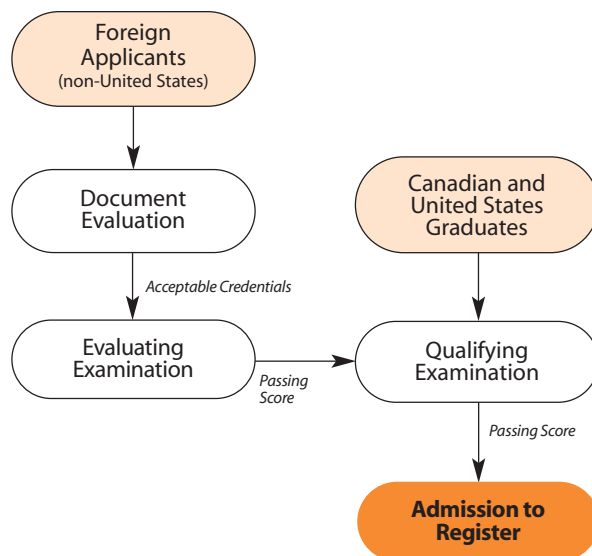 Foreign
Applicants
(non-United States)
Document
Evaluation
Acceptable Credentials
Evaluating
Examination
Passing
Score
Canadian and
United States
Graduates
Qualifying
Examination
Passing Score
Admission to
Register